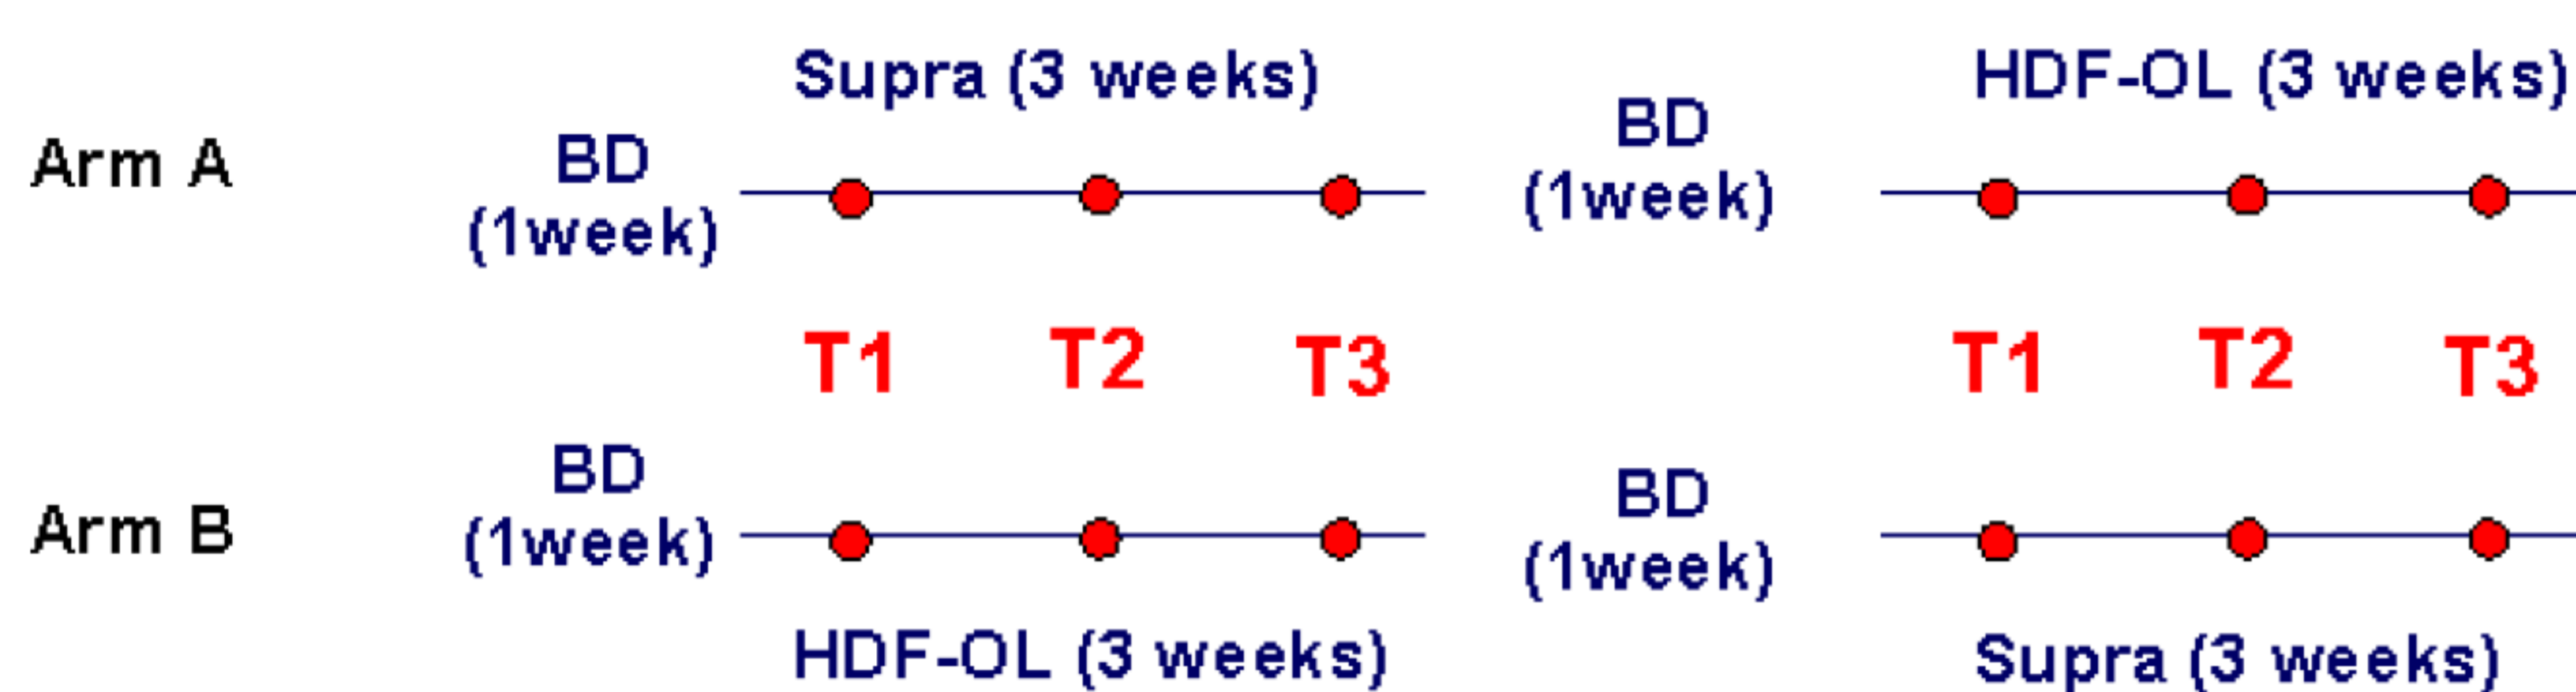 Supra (3 weeks)
HDF-OL (3 weeks)
Arm A
BD
(1week)
BD
(1week)
T1 T2 T3
T1 T2 T3
Arm B
BD
(1week)
BD
(1week)
HDF-OL (3 weeks)
Supra (3 weeks)